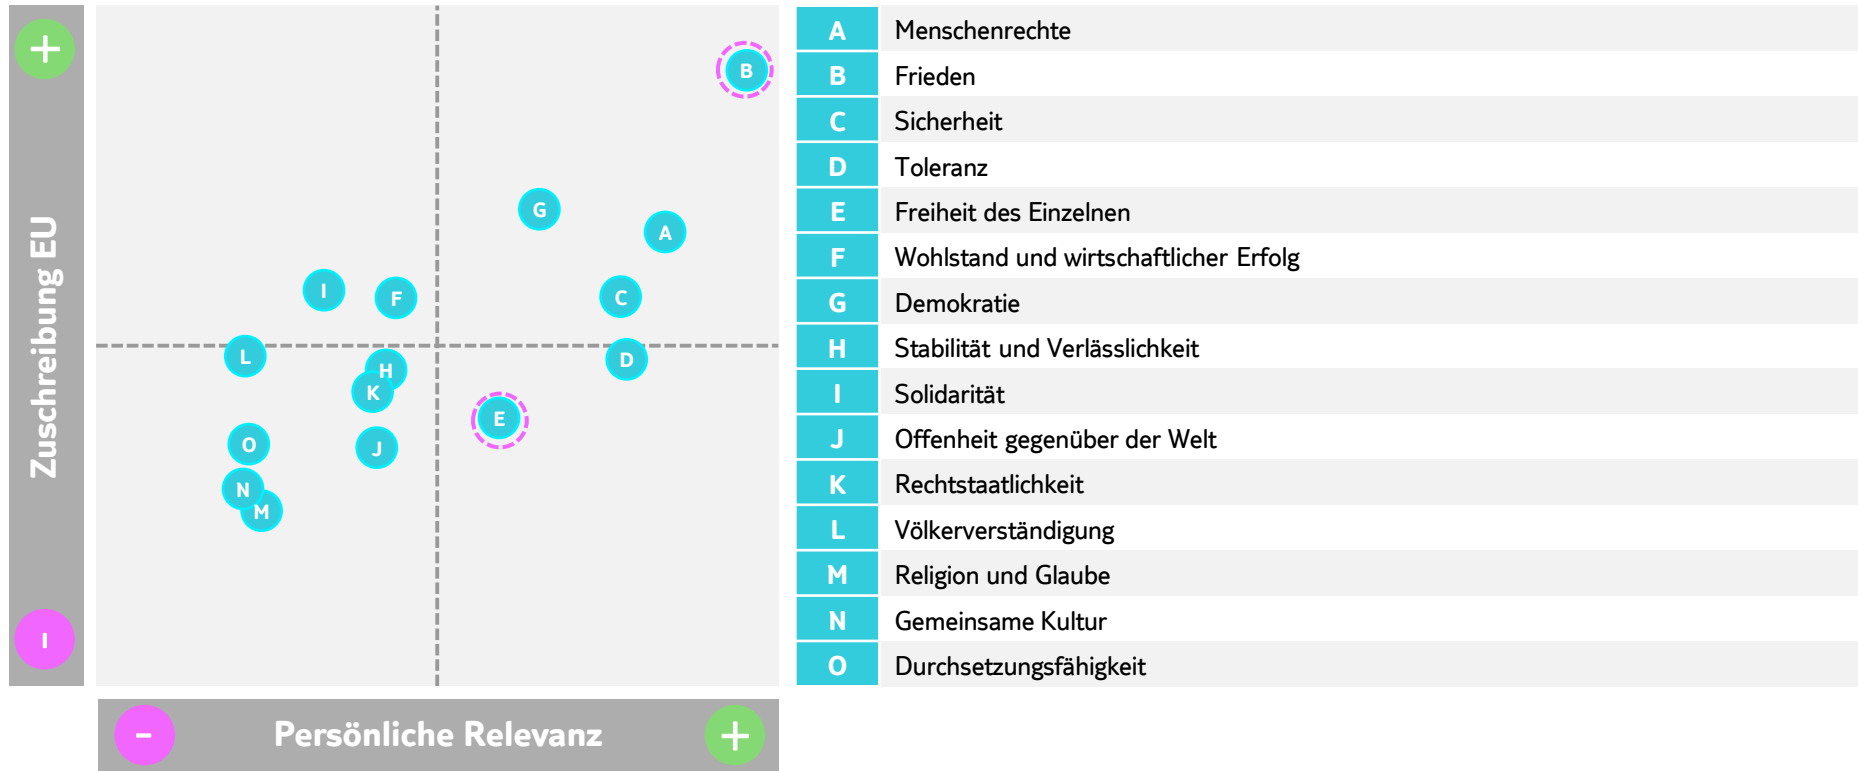 +
Zuschreibung EU
-
B
G
A
I
F
C
L
H
D
K
E
O
J
N
M
- Persönliche Relevanz +
A Menschenrechte
B Frieden
C Sicherheit
D Toleranz
E Freiheit des Einzelnen
F Wohlstand und wirtschaftlicher Erfolg
G Demokratie
H Stabilität und Verlässlichkeit
I Solidarität
J Offenheit gegenüber der Welt
K Rechtstaatlichkeit
L Völkerverständigung
M Religion und Glaube
N Gemeinsame Kultur
O Durchsetzungsfähigkeit